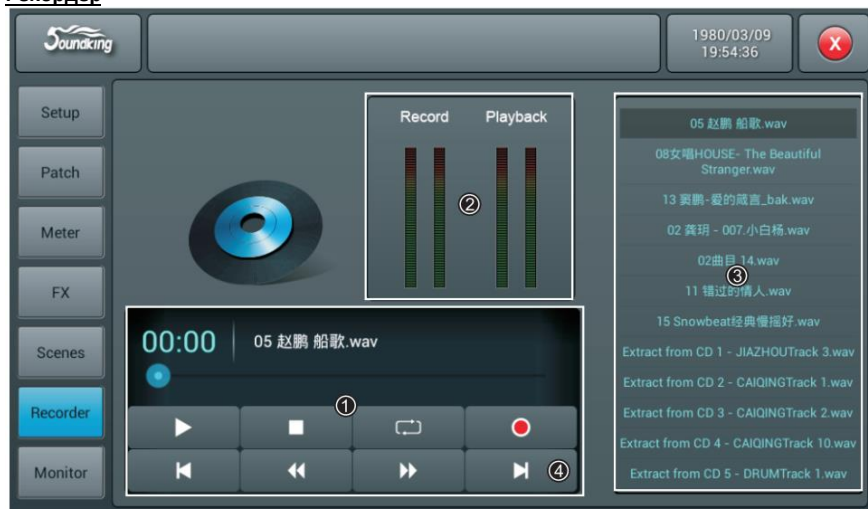 Рекордер
Soundking
1980/03/09
19:54:36
X
Setup
Patch
Meter
FX
Scenes
Recorder
Monitor
Record Playback
②
00:00 05 赵鹏 船歌.wav
①
④
05 赵鹏 船歌.wav
08女唱HOUSE- The Beautiful
Stranger.wav
13 窦鹏-爱的箴言_bak.wav
02 龚玥 - 007.小白杨.wav
02曲目 14.wav
③
11 错过的情人.wav
15 Snowbeat经典慢摇好.wav
Extract from CD 1 - JIAZHOUTrack 3.wav
Extract from CD 2 - CAIQINGTrack 1.wav
Extract from CD 3 - CAIQINGTrack 2.wav
Extract from CD 4 - CAIQINGTrack 10.wav
Extract from CD 5 - DRUMTrack 1.wav